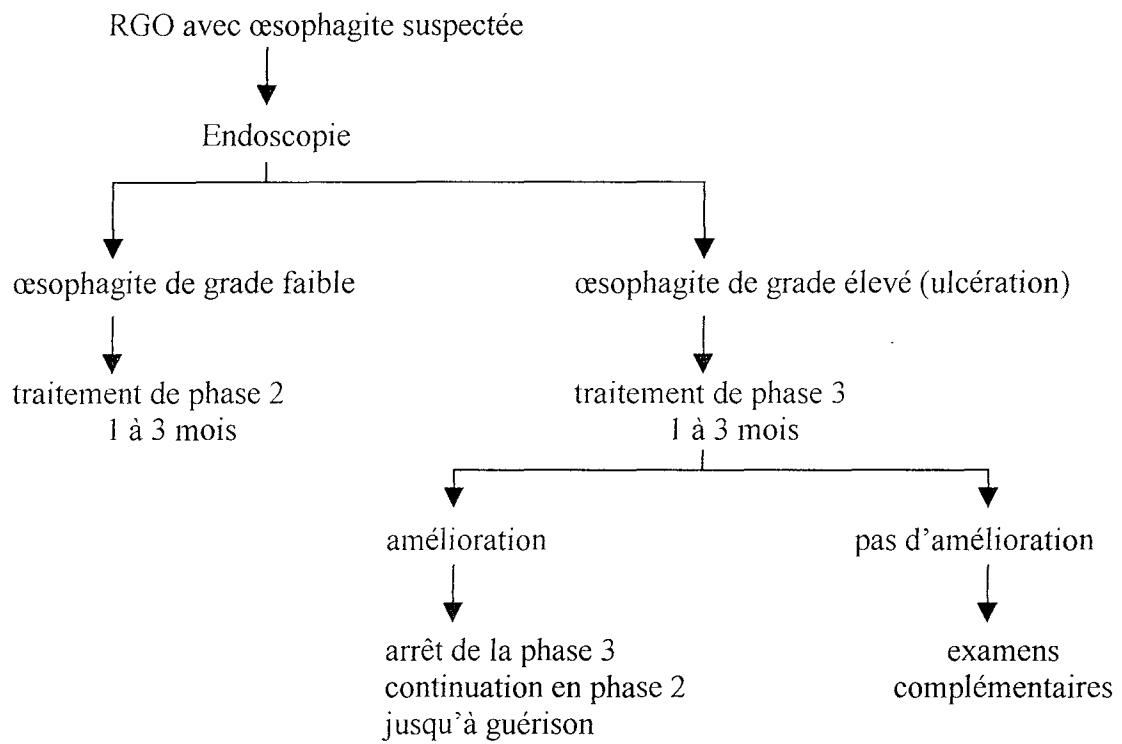 RGO avec œsophagite suspectée
Endoscopie
œsophagite de grade faible
œsophagite de grade élevé (ulcération)
traitement de phase 2
1 à 3 mois
traitement de phase 3
1 à 3 mois
amélioration
pas d'amélioration
arrêt de la phase 3
continuation en phase 2
jusqu'à guérison
examens
complémentaires